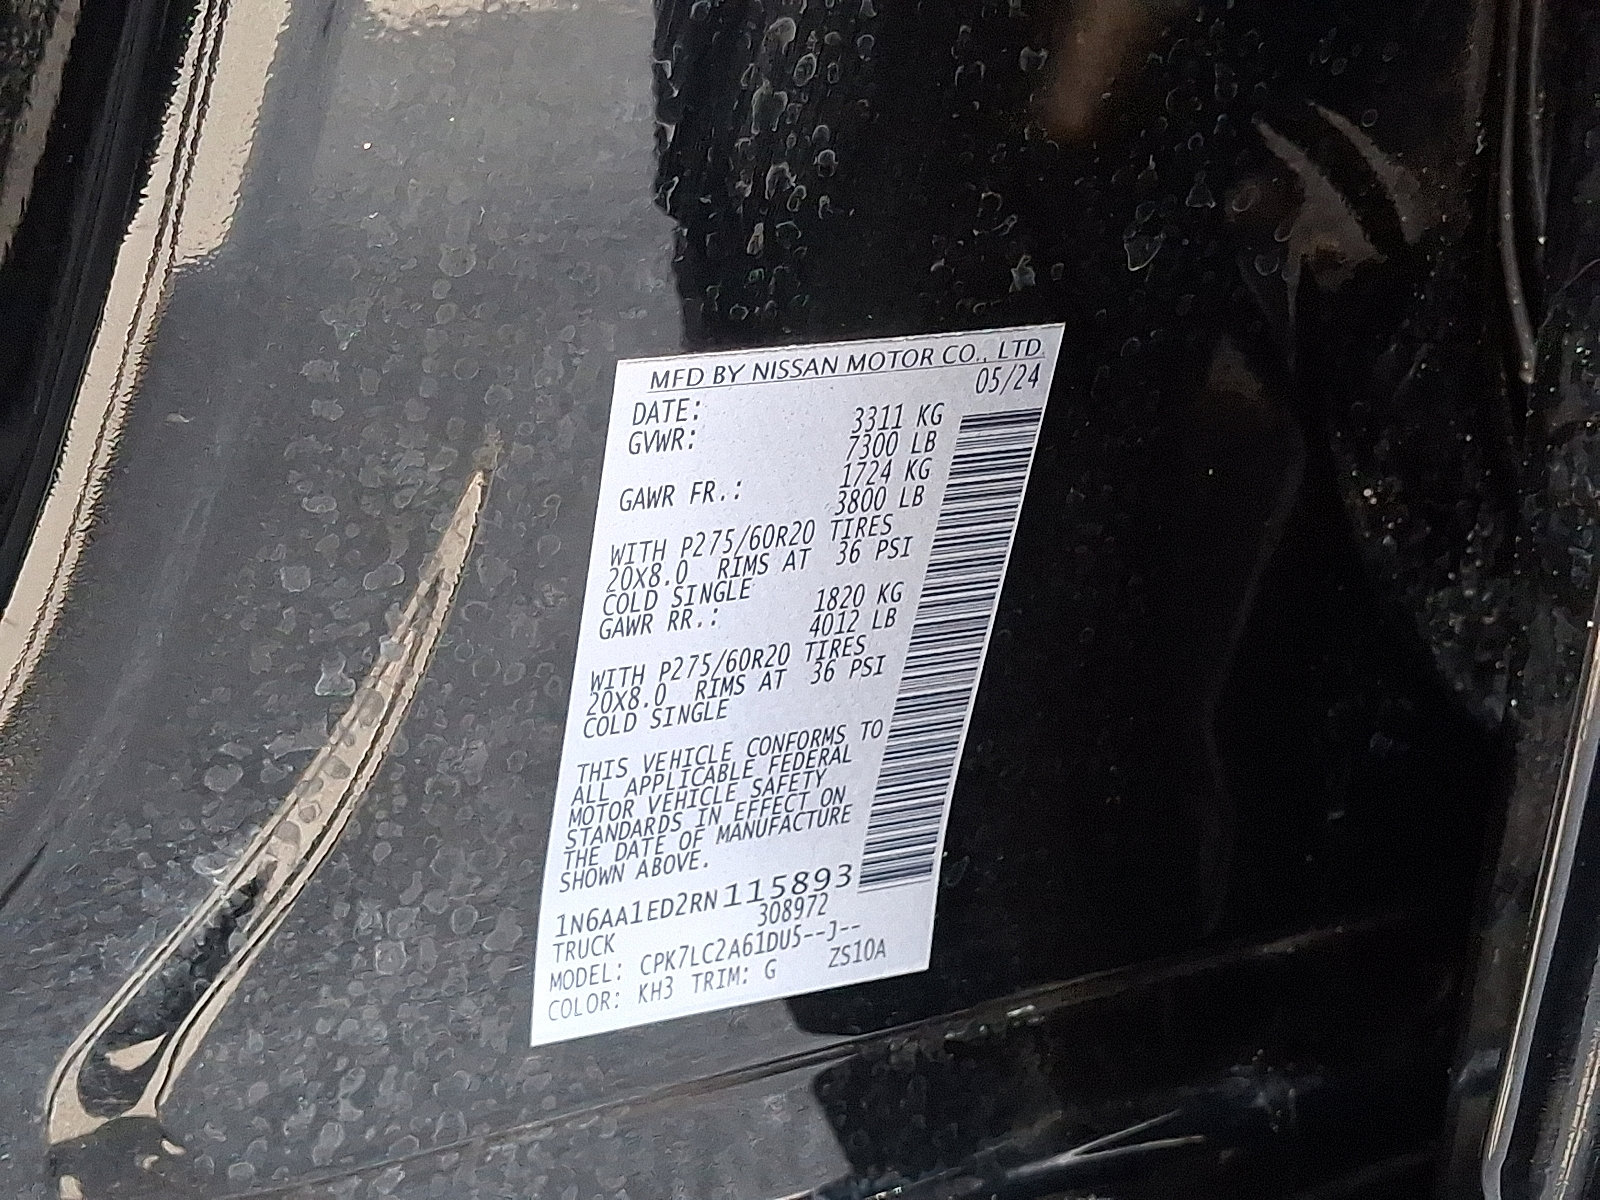 MFD BY NISSAN MOTOR CO., LTD.
DATE: 05/24
GVWR: 3311 KG
7300 LB
GAWR FR.: 1724 KG
3800 LB
WITH P275/60R20 TIRES
20X8.0 RIMS AT 36 PSI
COLD SINGLE
GAWR RR.: 1820 KG
4012 LB
WITH P275/60R20 TIRES
20X8.0 RIMS AT 36 PSI
COLD SINGLE
THIS VEHICLE CONFORMS TO
ALL APPLICABLE FEDERAL
MOTOR VEHICLE SAFETY
STANDARDS IN EFFECT ON
THE DATE OF MANUFACTURE
SHOWN ABOVE.
1N6AA1ED2RN115893
TRUCK 308972
MODEL: CPK7LC2A61DU5--J--
COLOR: KH3 TRIM: G ZS10A